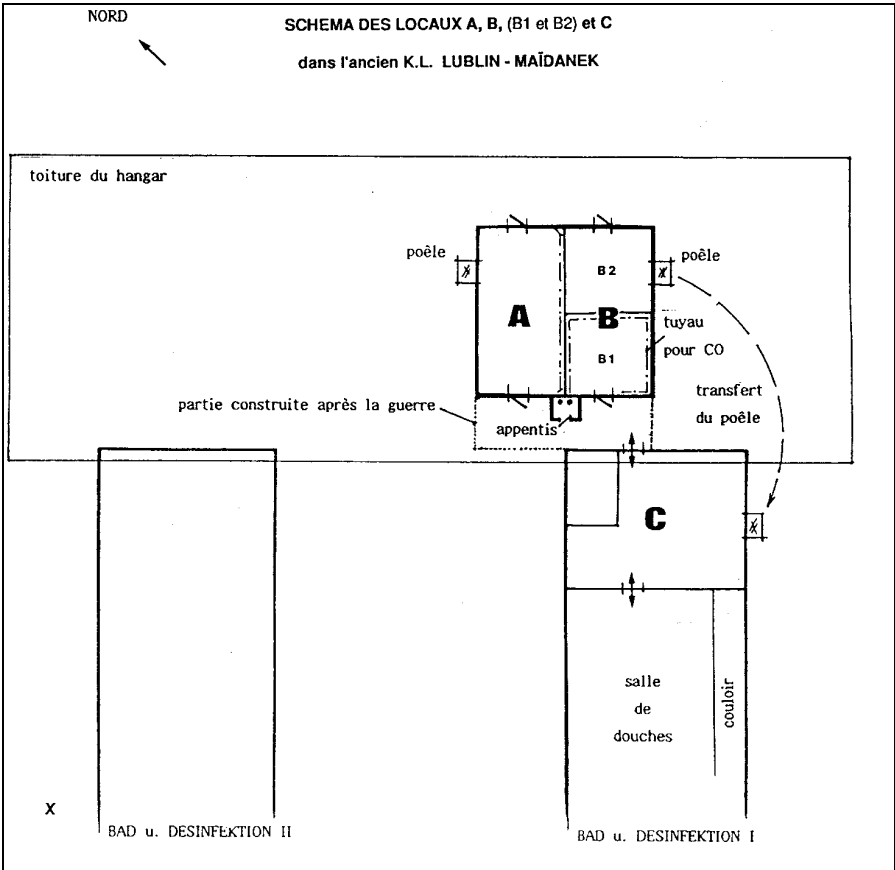 NORD
SCHEMA DES LOCAUX A, B, (B1 et B2) et C
dans l'ancien K.L. LUBLIN - MAÏDANEK
toiture du hangar
poêle
poêle
B2
A
B
tuyau
pour CO
B1
transfert
du poêle
partie construite après la guerre
appentis
C
salle
de
douches
couloir
X
BAD u. DESINFEKTION II
BAD u. DESINFEKTION I